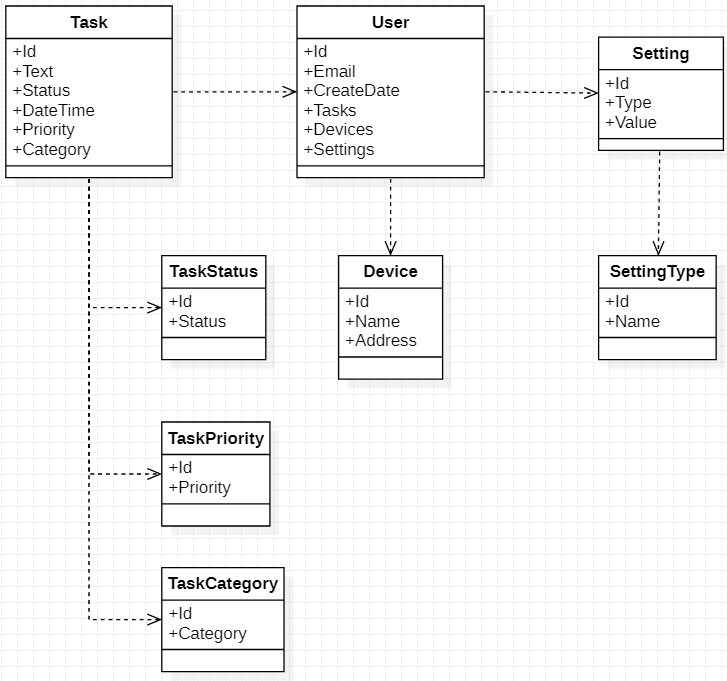 Task
+Id
+Text
+Status
+DateTime
+Priority
+Category
User
+Id
+Email
+CreateDate
+Tasks
+Devices
+Settings
Setting
+Id
+Type
+Value
TaskStatus
+Id
+Status
Device
+Id
+Name
+Address
SettingType
+Id
+Name
TaskPriority
+Id
+Priority
TaskCategory
+Id
+Category